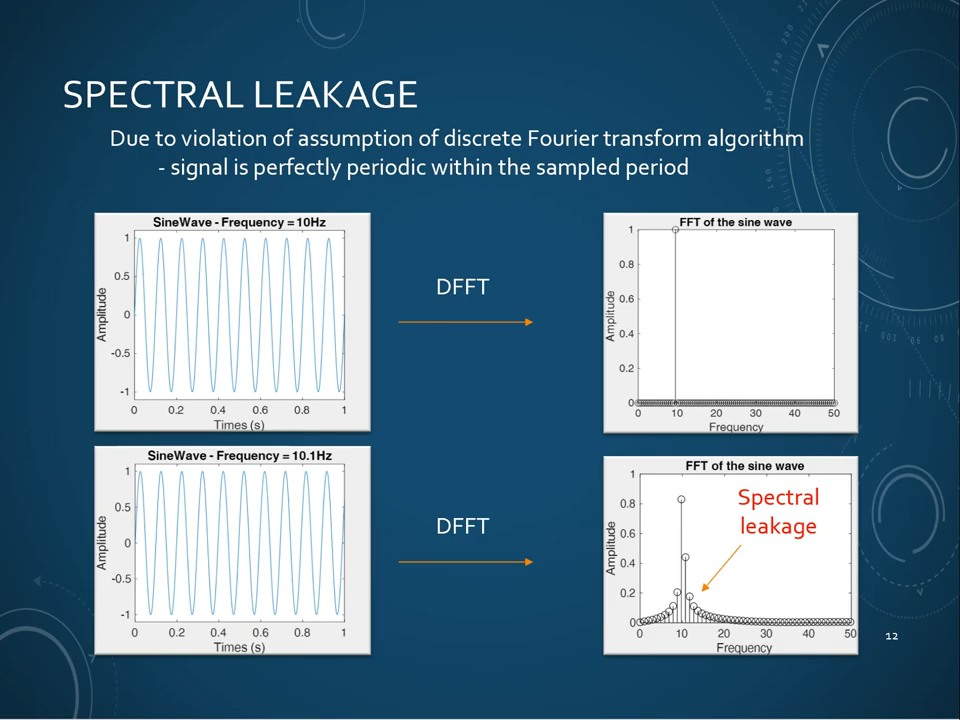 SPECTRAL LEAKAGE
Due to violation of assumption of discrete Fourier transform algorithm
- signal is perfectly periodic within the sampled period
SineWave - Frequency = 10Hz
1
0.5
0
-0.5
-1
Amplitude
0 0.2 0.4 0.6 0.8 1
Times (s)
DFFT
FFT of the sine wave
1
0.8
0.6
0.4
0.2
0
Amplitude
0 10 20 30 40 50
Frequency
SineWave - Frequency = 10.1Hz
1
0.5
0
-0.5
-1
Amplitude
0 0.2 0.4 0.6 0.8 1
Times (s)
DFFT
FFT of the sine wave
1
0.8
0.6
0.4
0.2
0
Amplitude
Spectral
leakage
0 10 20 30 40 50
Frequency
12